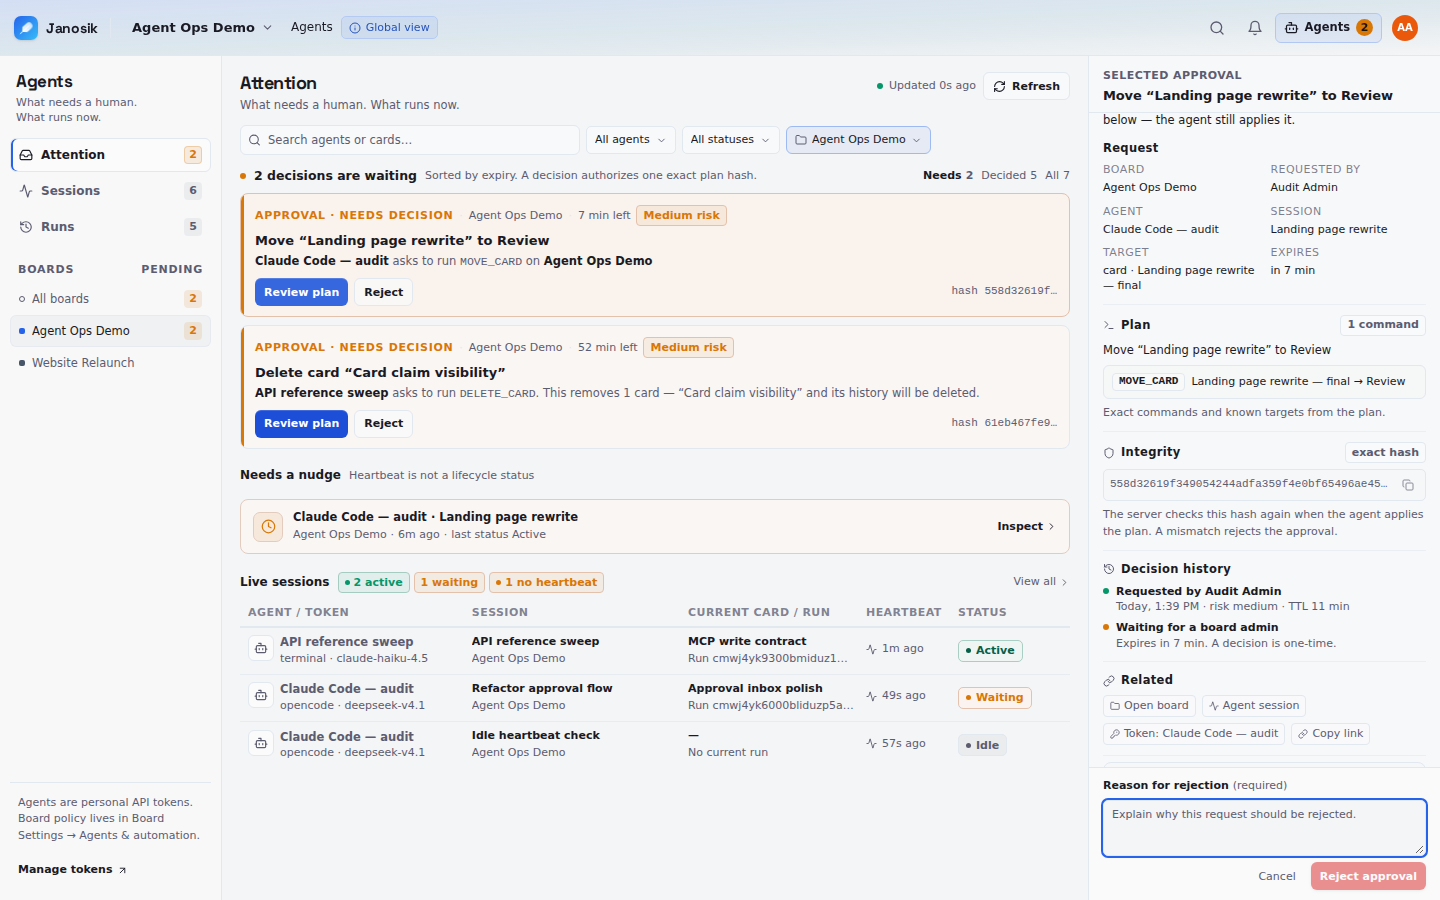 Janosik
Agent Ops Demo
Agents
Global view
Agents 2
AA
Agents
What needs a human.
What runs now.
Attention 2
Sessions 6
Runs 5
BOARDS PENDING
All boards 2
Agent Ops Demo 2
Website Relaunch
Agents are personal API tokens.
Board policy lives in Board
Settings → Agents & automation.
Manage tokens
Attention
What needs a human. What runs now.
Updated 0s ago
Refresh
Search agents or cards…
All agents
All statuses
Agent Ops Demo
2 decisions are waiting Sorted by expiry. A decision authorizes one exact plan hash.
Needs 2 Decided 5 All 7
APPROVAL · NEEDS DECISION Agent Ops Demo 7 min left Medium risk
Move “Landing page rewrite” to Review
Claude Code — audit asks to run MOVE_CARD on Agent Ops Demo
Review plan Reject hash 558d32619f…
APPROVAL · NEEDS DECISION Agent Ops Demo 52 min left Medium risk
Delete card “Card claim visibility”
API reference sweep asks to run DELETE_CARD. This removes 1 card — “Card claim visibility” and its history will be deleted.
Review plan Reject hash 61eb467fe9…
Needs a nudge Heartbeat is not a lifecycle status
Claude Code — audit · Landing page rewrite
Agent Ops Demo · 6m ago · last status Active
Inspect
Live sessions 2 active 1 waiting 1 no heartbeat View all
AGENT / TOKEN SESSION CURRENT CARD / RUN HEARTBEAT STATUS
API reference sweep API reference sweep MCP write contract 1m ago Active
terminal · claude-haiku-4.5 Agent Ops Demo Run cmwj4yk9300bmiduz1…
Claude Code — audit Refactor approval flow Approval inbox polish 49s ago Waiting
opencode · deepseek-v4.1 Agent Ops Demo Run cmwj4yk6000bliduzp5a…
Claude Code — audit Idle heartbeat check — 57s ago Idle
opencode · deepseek-v4.1 Agent Ops Demo No current run
SELECTED APPROVAL
Move “Landing page rewrite” to Review
below — the agent still applies it.
Request
BOARD REQUESTED BY
Agent Ops Demo Audit Admin
AGENT SESSION
Claude Code — audit Landing page rewrite
TARGET EXPIRES
card · Landing page rewrite in 7 min
— final
Plan 1 command
Move “Landing page rewrite” to Review
MOVE_CARD Landing page rewrite — final → Review
Exact commands and known targets from the plan.
Integrity exact hash
558d32619f349054244adfa359f4e0bf65496ae45…
The server checks this hash again when the agent applies
the plan. A mismatch rejects the approval.
Decision history
Requested by Audit Admin
Today, 1:39 PM · risk medium · TTL 11 min
Waiting for a board admin
Expires in 7 min. A decision is one-time.
Related
Open board Agent session
Token: Claude Code — audit Copy link
Reason for rejection (required)
Explain why this request should be rejected.
Cancel Reject approval